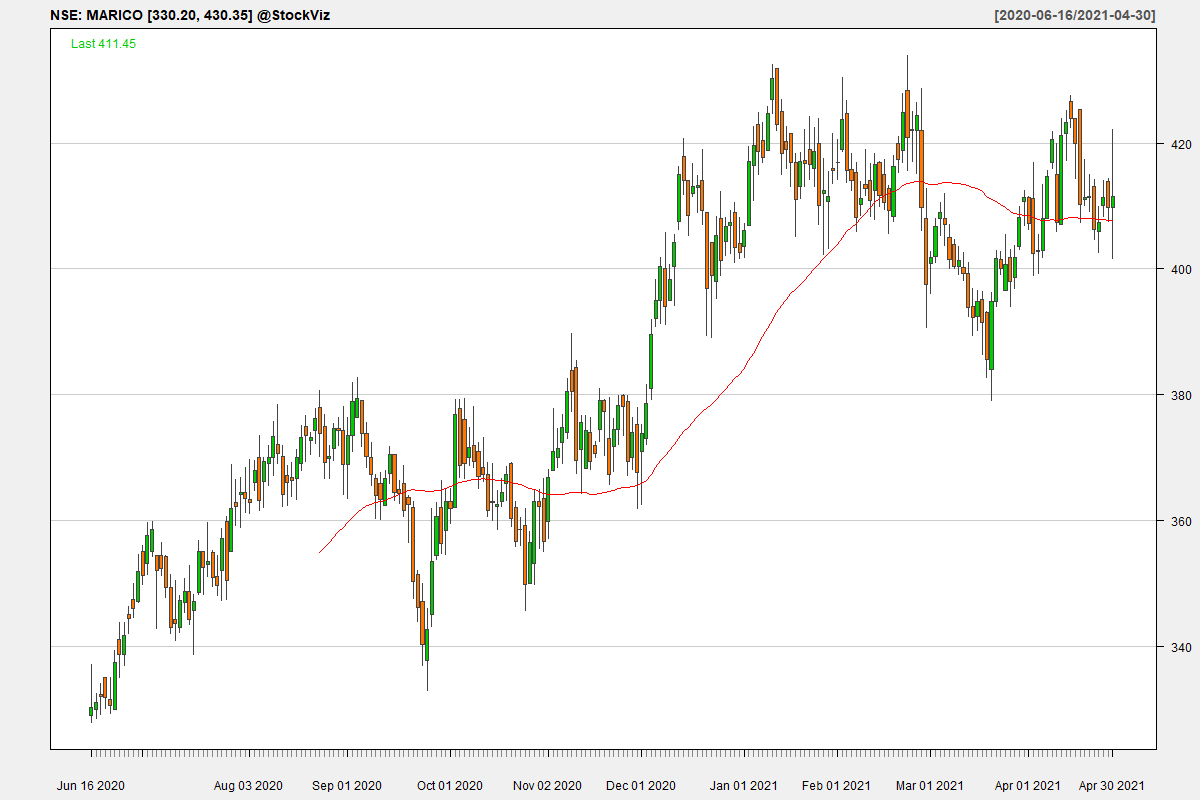 NSE: MARICO [330.20, 430.35] @StockViz
[2020-06-16/2021-04-30]
Last 411.45
420
400
380
360
340
Jun 16 2020
Aug 03 2020
Sep 01 2020
Oct 01 2020
Nov 02 2020
Dec 01 2020
Jan 01 2021
Feb 01 2021
Mar 01 2021
Apr 01 2021
Apr 30 2021